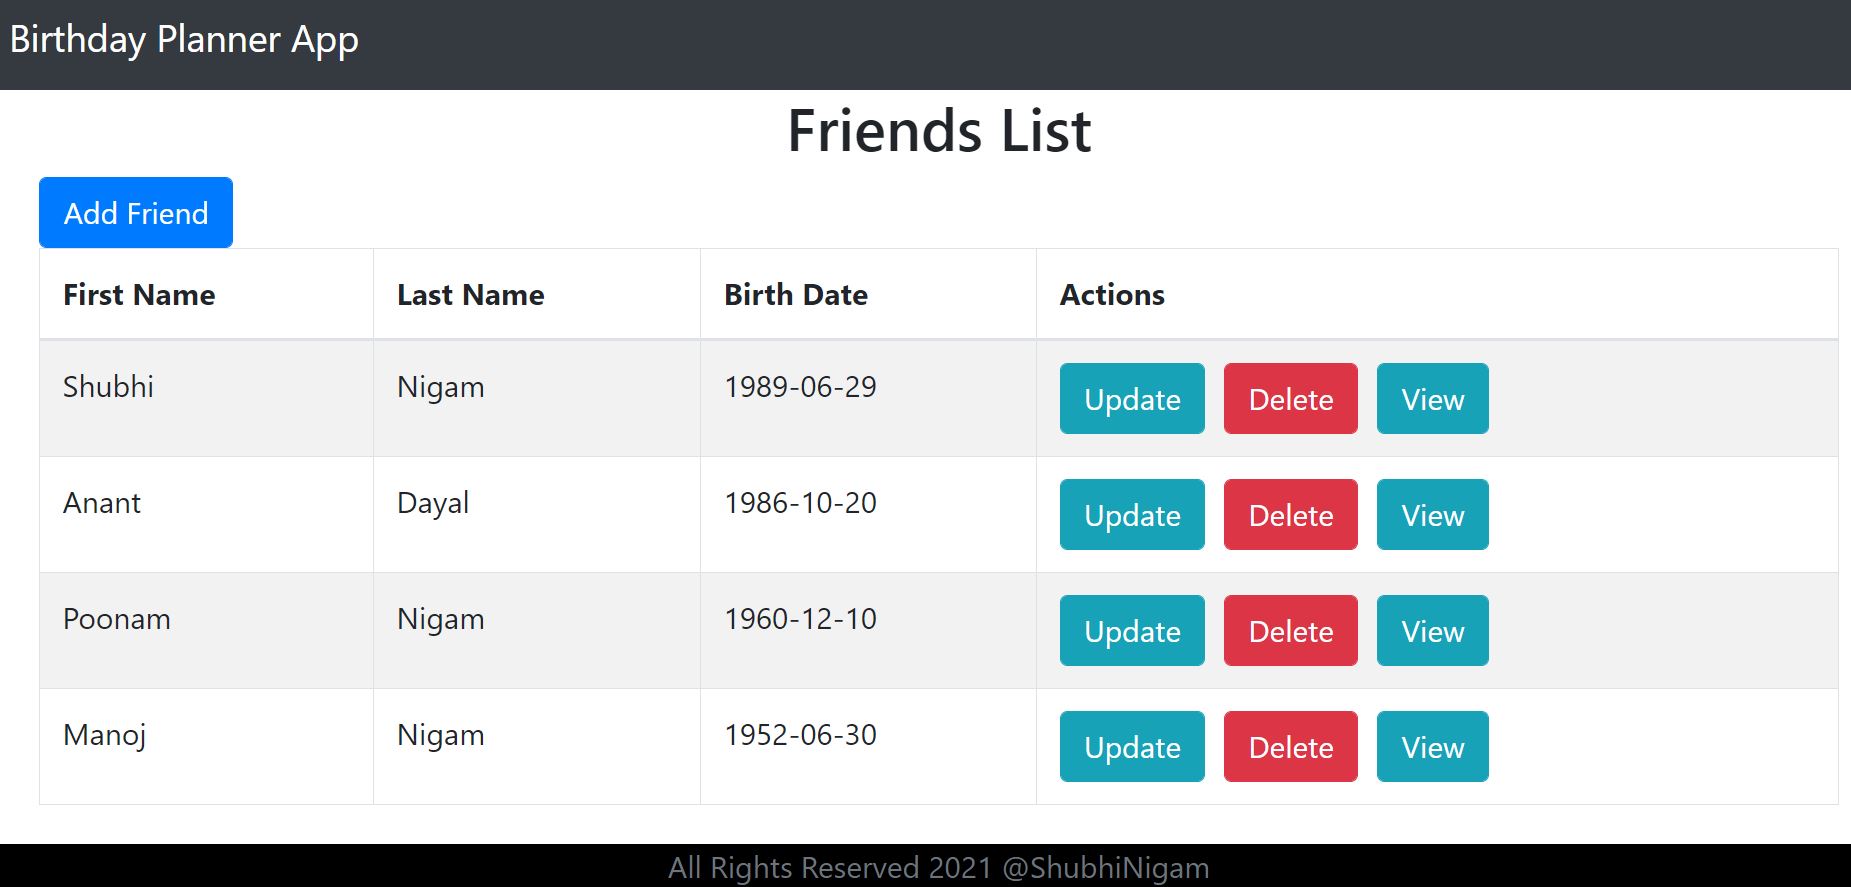 Birthday Planner App
Friends List
Add Friend
First Name Last Name Birth Date Actions
Shubhi Nigam 1989-06-29 Update Delete View
Anant Dayal 1986-10-20 Update Delete View
Poonam Nigam 1960-12-10 Update Delete View
Manoj Nigam 1952-06-30 Update Delete View
All Rights Reserved 2021 @ShubhiNigam